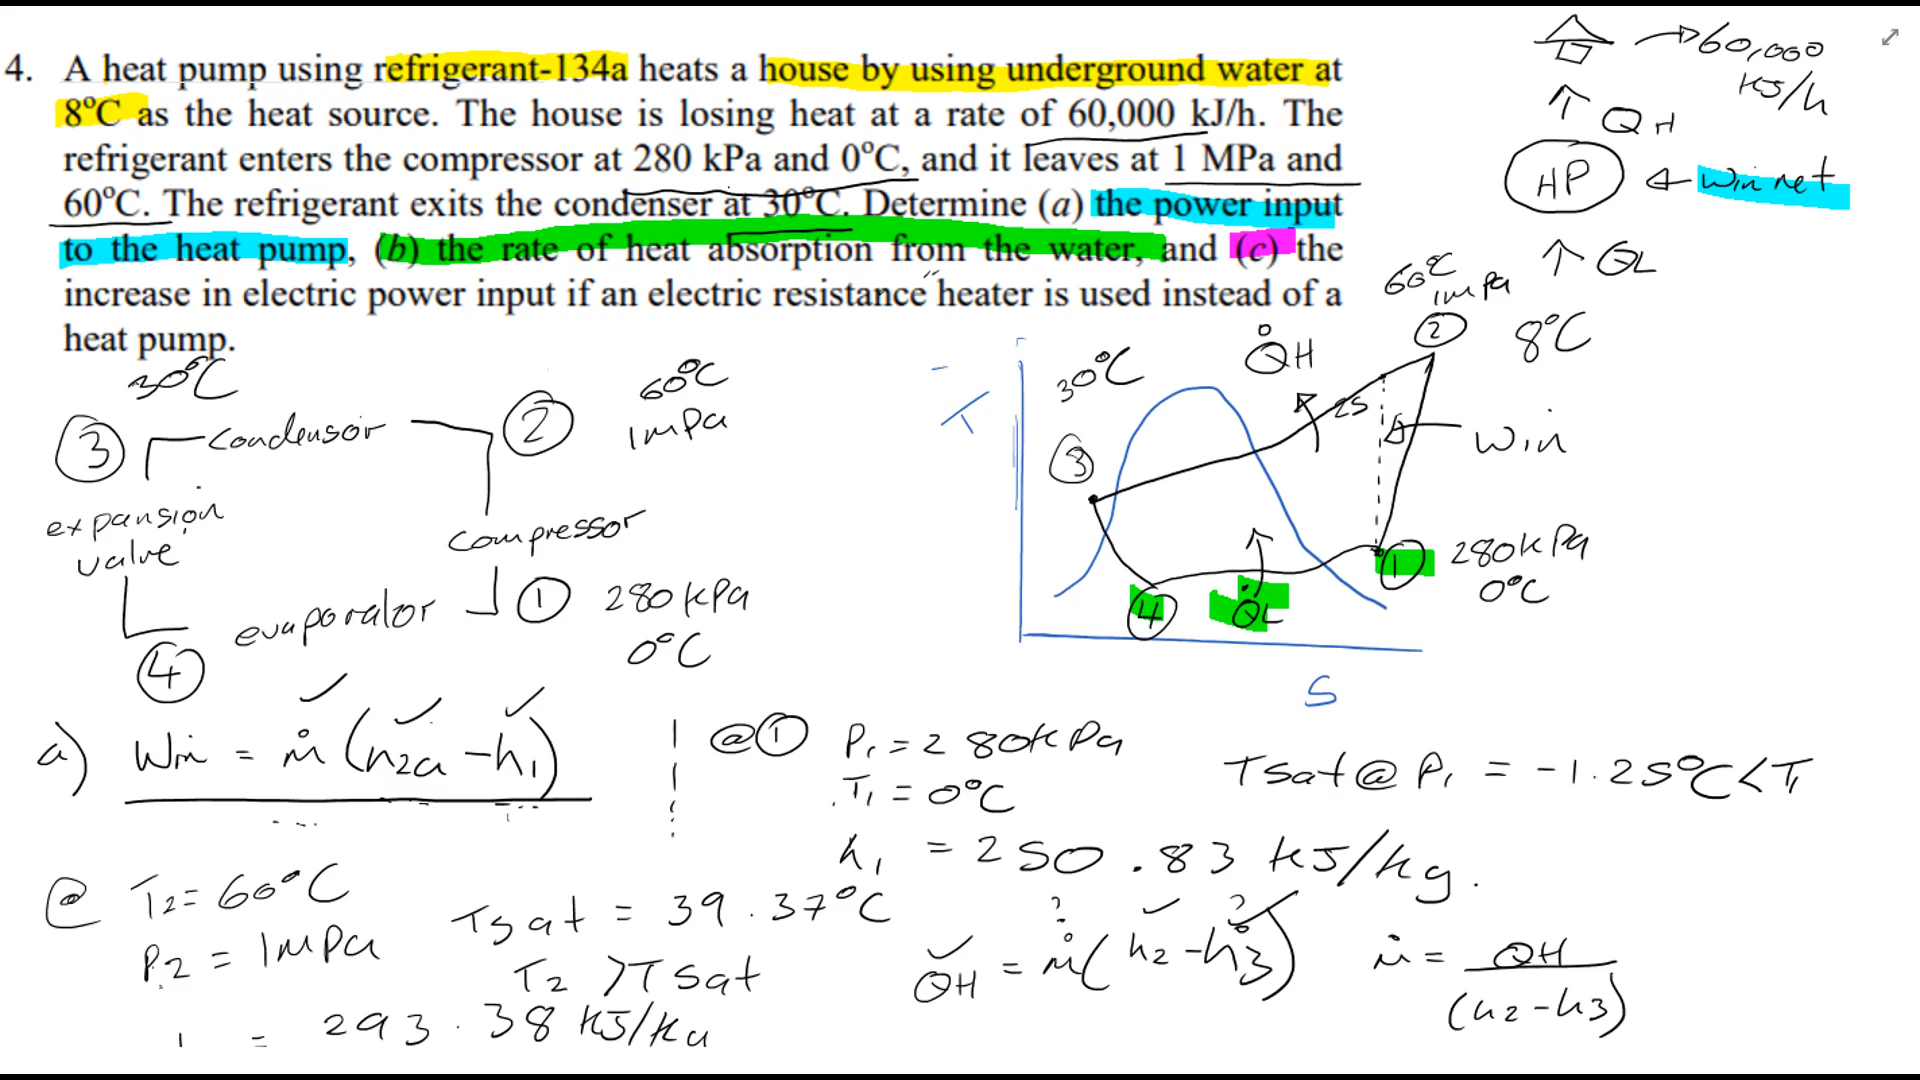 4. A heat pump using refrigerant-134a heats a house by using underground water at
8°C as the heat source. The house is losing heat at a rate of 60,000 kJ/h. The
refrigerant enters the compressor at 280 kPa and 0°C, and it leaves at 1 MPa and
60°C. The refrigerant exits the condenser at 30°C. Determine (a) the power input
to the heat pump, (b) the rate of heat absorption from the water, and (c) the
increase in electric power input if an electric resistance heater is used instead of a
heat pump.
60,000
KJ/h
QH
HP
Win net
QL
8°C
30°C
3
Condensor
2
60°C
1MPa
expansion
valve
compressor
evaporator
1
280kPa
0°C
4
T
30°C
Q̇H
60°C
1MPa
2
2s
Win
3
1
280kPa
0°C
4
Q̇L
S
a) Win = ṁ (h2a - h1)
@ 1 P1 = 280kPa
T1 = 0°C
Tsat@ P1 = -1.25°C < T1
h1 = 250.83 KJ/kg.
@ T2 = 60°C
P2 = 1MPa
Tsat = 39.37°C
T2 > Tsat
= 293.38 KJ/Kg
Q̇H = ṁ( h2 - h3)
ṁ = QH
(h2 - h3)